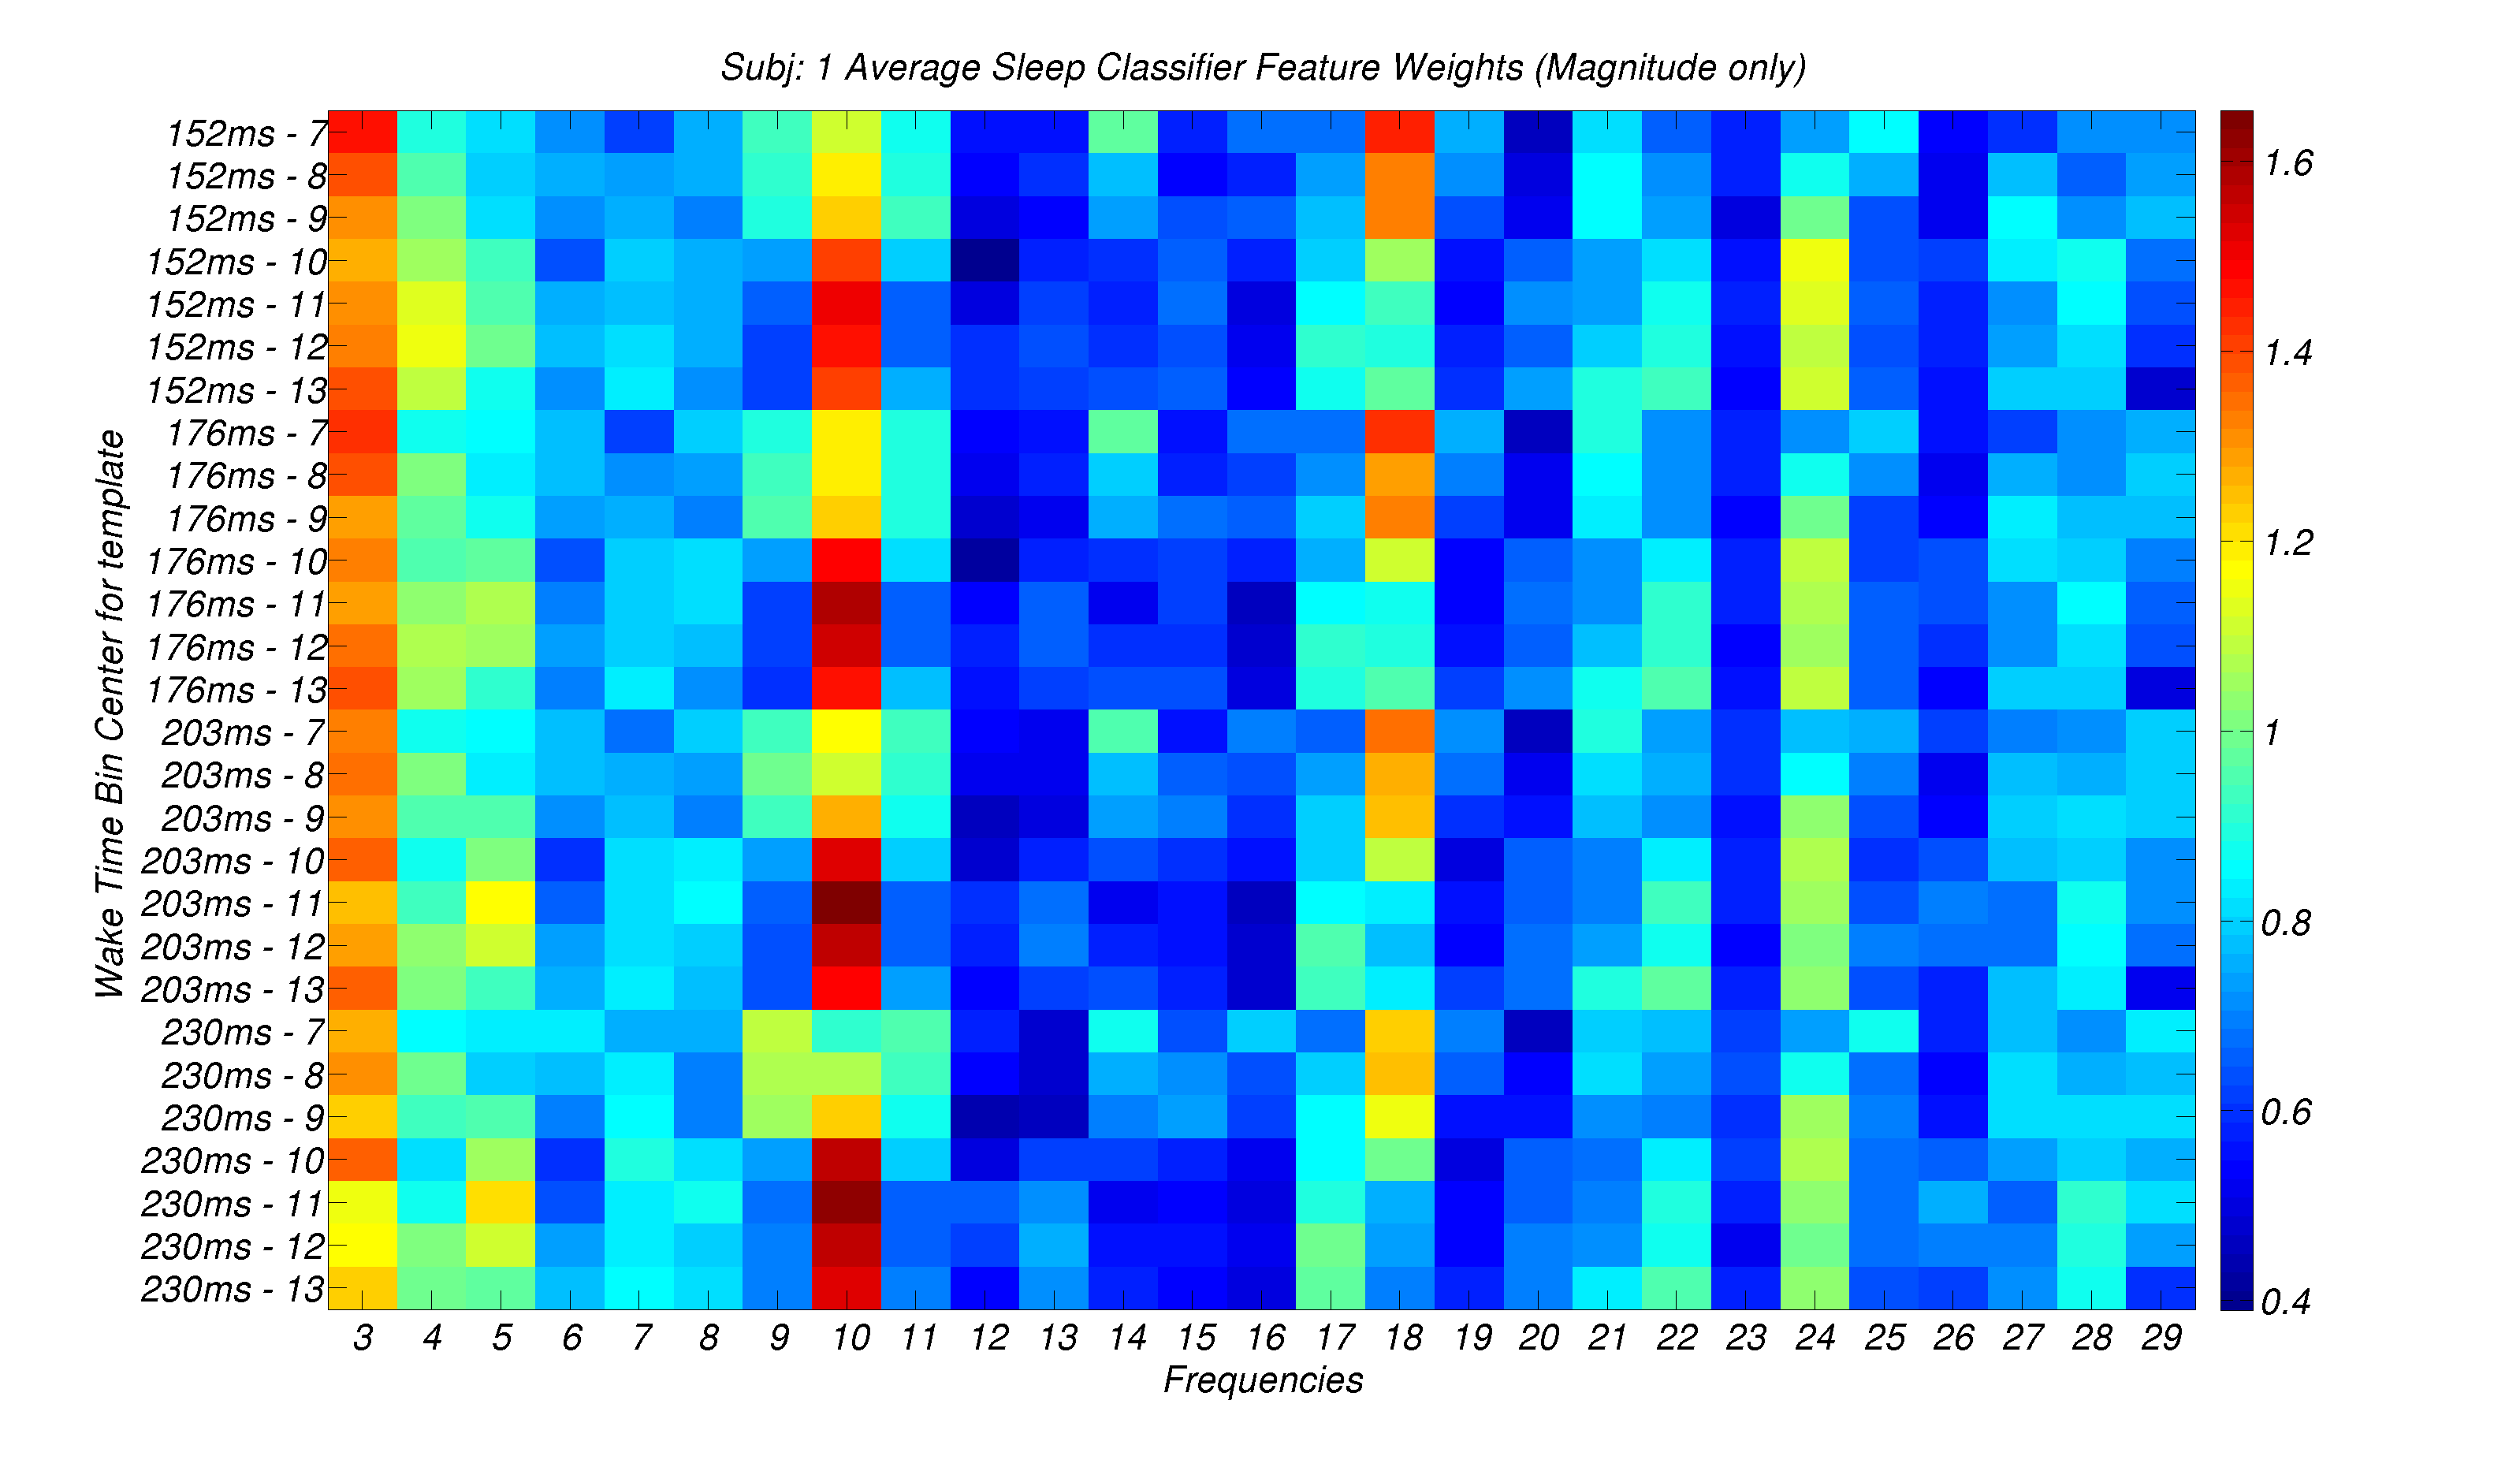 Subj: 1 Average Sleep Classifier Feature Weights (Magnitude only)
Wake Time Bin Center for template
152ms - 7
152ms - 8
152ms - 9
152ms - 10
152ms - 11
152ms - 12
152ms - 13
176ms - 7
176ms - 8
176ms - 9
176ms - 10
176ms - 11
176ms - 12
176ms - 13
203ms - 7
203ms - 8
203ms - 9
203ms - 10
203ms - 11
203ms - 12
203ms - 13
230ms - 7
230ms - 8
230ms - 9
230ms - 10
230ms - 11
230ms - 12
230ms - 13
3 4 5 6 7 8 9 10 11 12 13 14 15 16 17 18 19 20 21 22 23 24 25 26 27 28 29
Frequencies
1.6
1.4
1.2
1
0.8
0.6
0.4